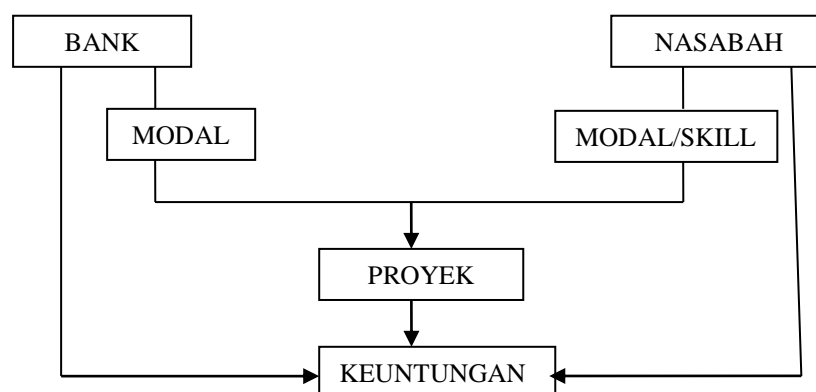 BANK
NASABAH
MODAL
MODAL/SKILL
PROYEK
KEUNTUNGAN